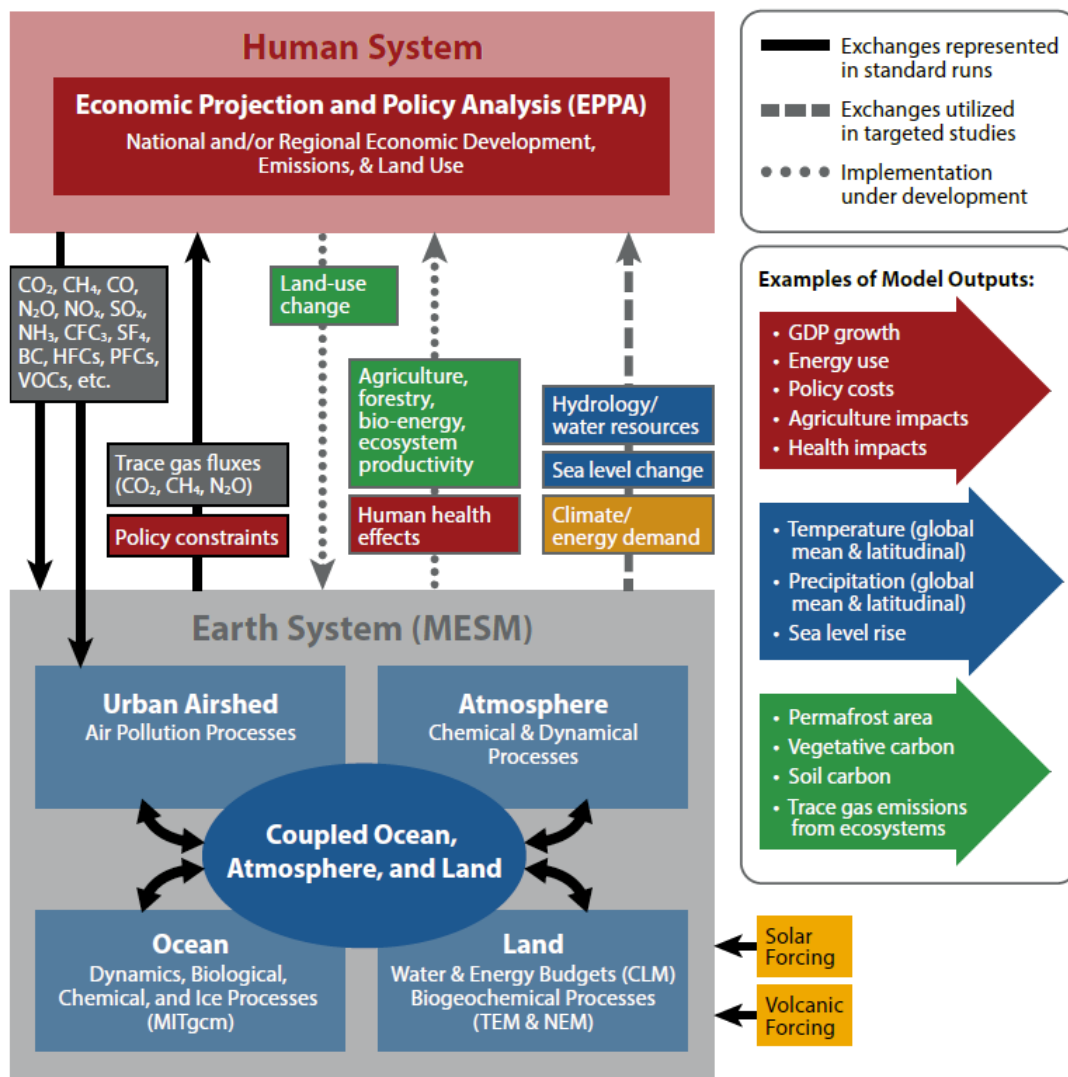 Human System
Economic Projection and Policy Analysis (EPPA)
National and/or Regional Economic Development,
Emissions, & Land Use
Exchanges represented
in standard runs
Exchanges utilized
in targeted studies
Implementation
under development
CO₂, CH₄, CO,
N₂O, NOₓ, SOₓ,
NH₃, CFC₃, SF₄,
BC, HFCs, PFCs,
VOCs, etc.
Trace gas fluxes
(CO₂, CH₄, N₂O)
Policy constraints
Land-use
change
Agriculture,
forestry,
bio-energy,
ecosystem
productivity
Human health
effects
Hydrology/
water resources
Sea level change
Climate/
energy demand
Examples of Model Outputs:
• GDP growth
• Energy use
• Policy costs
• Agriculture impacts
• Health impacts
• Temperature (global
mean & latitudinal)
• Precipitation (global
mean & latitudinal)
• Sea level rise
• Permafrost area
• Vegetative carbon
• Soil carbon
• Trace gas emissions
from ecosystems
Earth System (MESM)
Urban Airshed
Air Pollution Processes
Atmosphere
Chemical & Dynamical
Processes
Coupled Ocean,
Atmosphere, and Land
Ocean
Dynamics, Biological,
Chemical, and Ice Processes
(MITgcm)
Land
Water & Energy Budgets (CLM)
Biogeochemical Processes
(TEM & NEM)
Solar
Forcing
Volcanic
Forcing